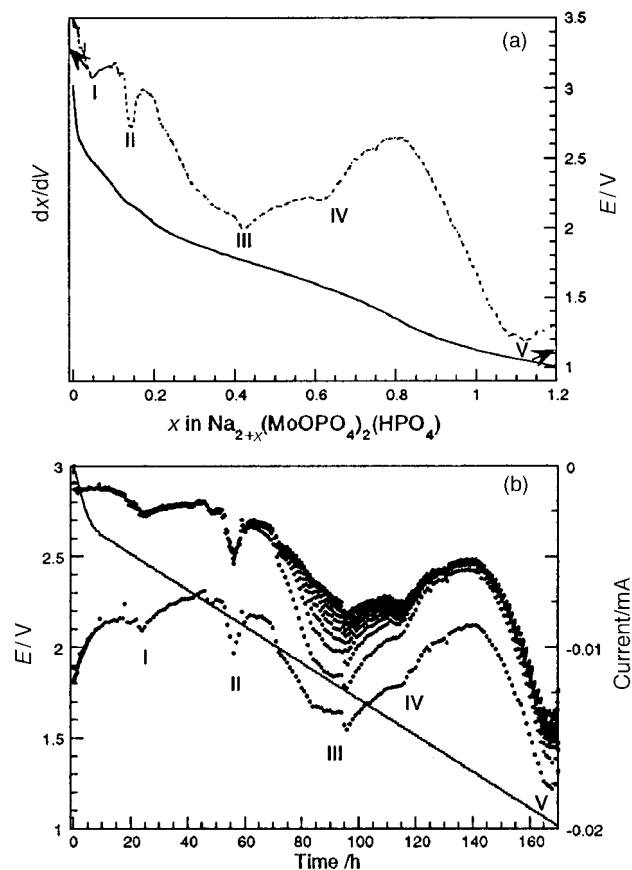 (a)
3.5
3
2.5
2
1.5
1
E / V
dx/dV
I
II
III
IV
V
0 0.2 0.4 0.6 0.8 1 1.2
x in Na2+x(MoOPO4)2(HPO4)
(b)
3
2.5
2
1.5
1
E / V
0
-0.01
-0.02
Current/mA
I
II
III
IV
V
0 20 40 60 80 100 120 140 160
Time /h